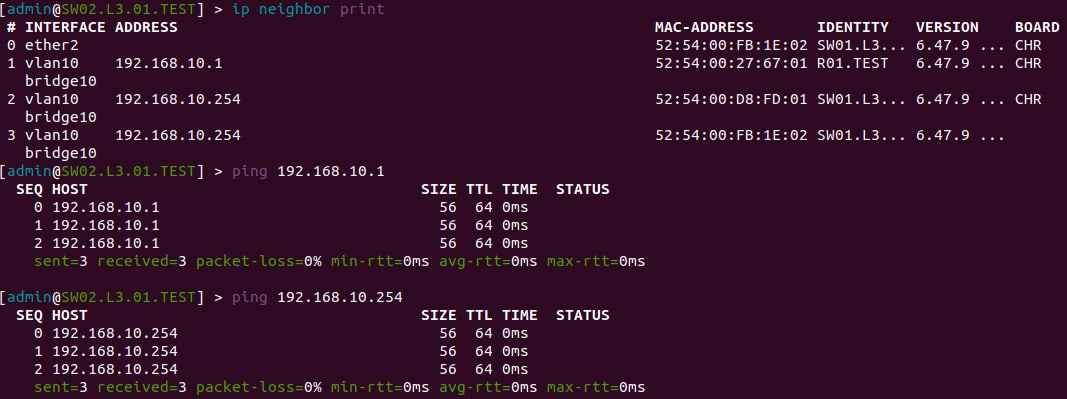 [admin@SW02.L3.01.TEST] > ip neighbor print
# INTERFACE ADDRESS MAC-ADDRESS IDENTITY VERSION BOARD
0 ether2 52:54:00:FB:1E:02 SW01.L3... 6.47.9 ... CHR
1 vlan10 192.168.10.1 52:54:00:27:67:01 R01.TEST 6.47.9 ... CHR
bridge10
2 vlan10 192.168.10.254 52:54:00:D8:FD:01 SW01.L3... 6.47.9 ... CHR
bridge10
3 vlan10 192.168.10.254 52:54:00:FB:1E:02 SW01.L3... 6.47.9 ...
bridge10
[admin@SW02.L3.01.TEST] > ping 192.168.10.1
SEQ HOST SIZE TTL TIME STATUS
0 192.168.10.1 56 64 0ms
1 192.168.10.1 56 64 0ms
2 192.168.10.1 56 64 0ms
sent=3 received=3 packet-loss=0% min-rtt=0ms avg-rtt=0ms max-rtt=0ms
[admin@SW02.L3.01.TEST] > ping 192.168.10.254
SEQ HOST SIZE TTL TIME STATUS
0 192.168.10.254 56 64 0ms
1 192.168.10.254 56 64 0ms
2 192.168.10.254 56 64 0ms
sent=3 received=3 packet-loss=0% min-rtt=0ms avg-rtt=0ms max-rtt=0ms